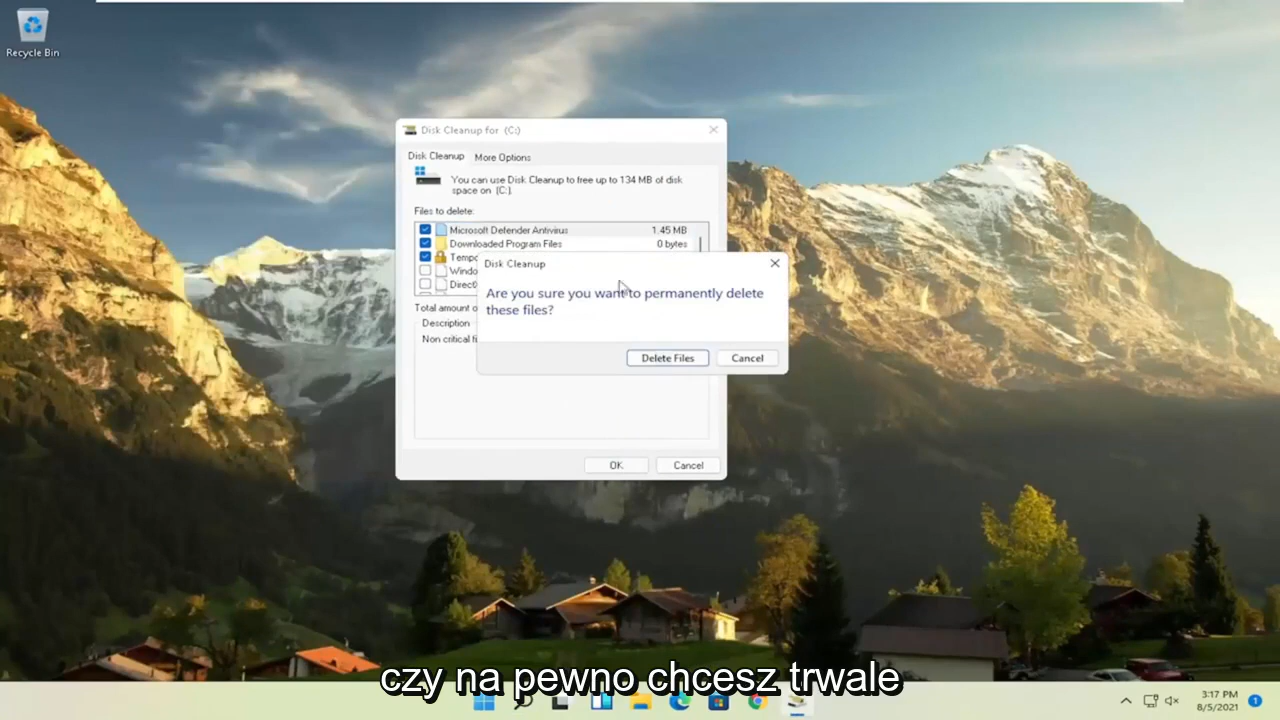 Recycle Bin
Disk Cleanup for (C:)
Disk Cleanup More Options
You can use Disk Cleanup to free up to 134 MB of disk
space on (C:).
Files to delete:
Microsoft Defender Antivirus 1.45 MB
Downloaded Program Files 0 bytes
Total amount
Description
Non critical
Disk Cleanup
Are you sure you want to permanently delete
these files?
Delete Files Cancel
OK Cancel
czy na pewno chcesz trwale
3:17 PM
8/5/2021
1